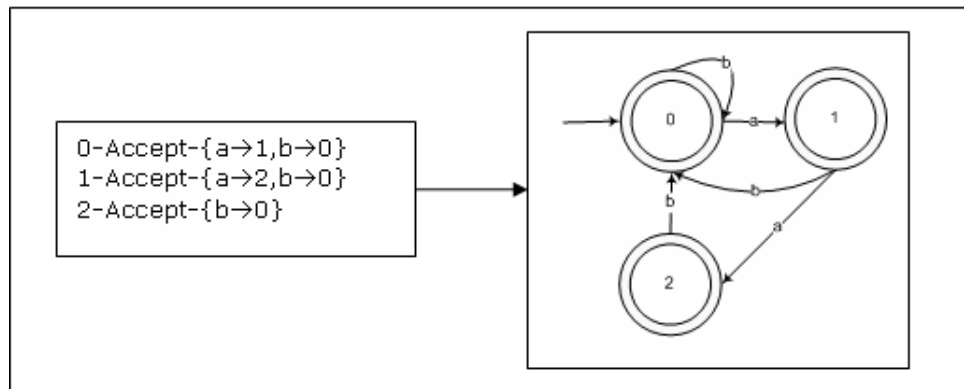 0-Accept-{a→1,b→0}
1-Accept-{a→2,b→0}
2-Accept-{b→0}
b
0
a
1
b
b
a
2